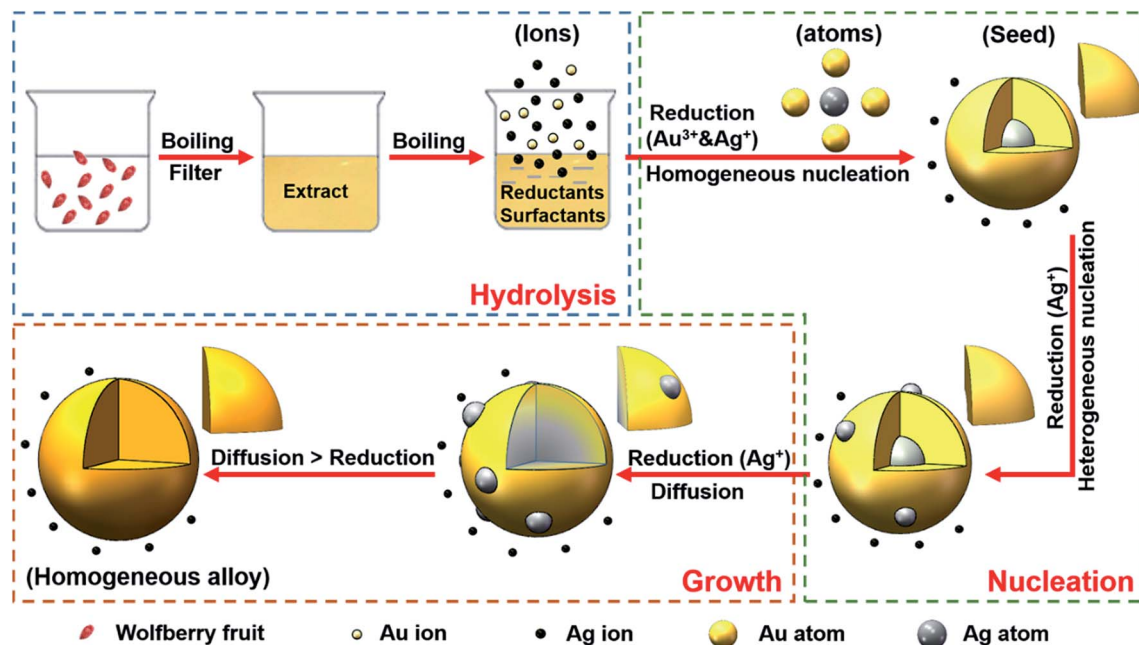 (Ions)
(atoms)
(Seed)
Boiling
Filter
Boiling
Extract
Reductants
Surfactants
Reduction
(Au³⁺&Ag⁺)
Homogeneous nucleation
Hydrolysis
Reduction (Ag⁺)
Heterogeneous nucleation
Diffusion > Reduction
Reduction (Ag⁺)
Diffusion
(Homogeneous alloy)
Growth
Nucleation
Wolfberry fruit
Au ion
Ag ion
Au atom
Ag atom